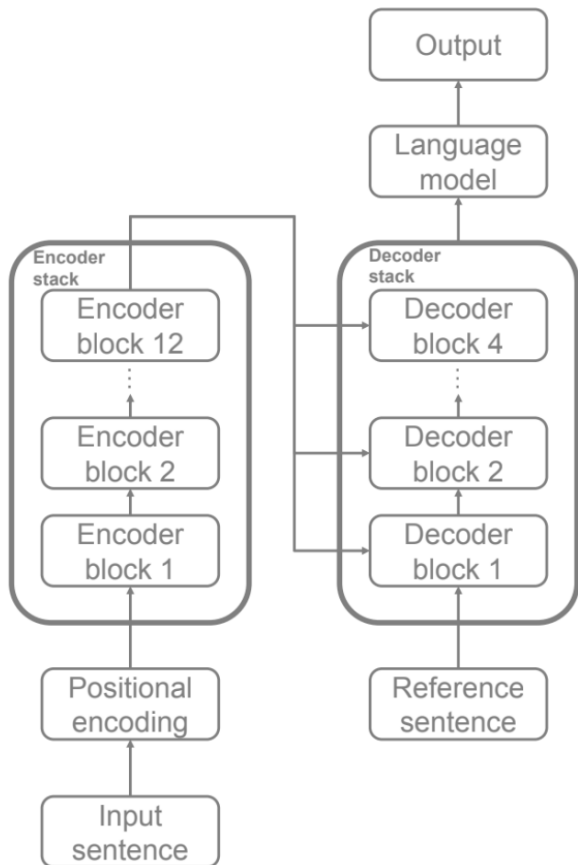 Output
Language
model
Encoder
stack
Encoder
block 12
Encoder
block 2
Encoder
block 1
Positional
encoding
Input
sentence
Decoder
stack
Decoder
block 4
Decoder
block 2
Decoder
block 1
Reference
sentence